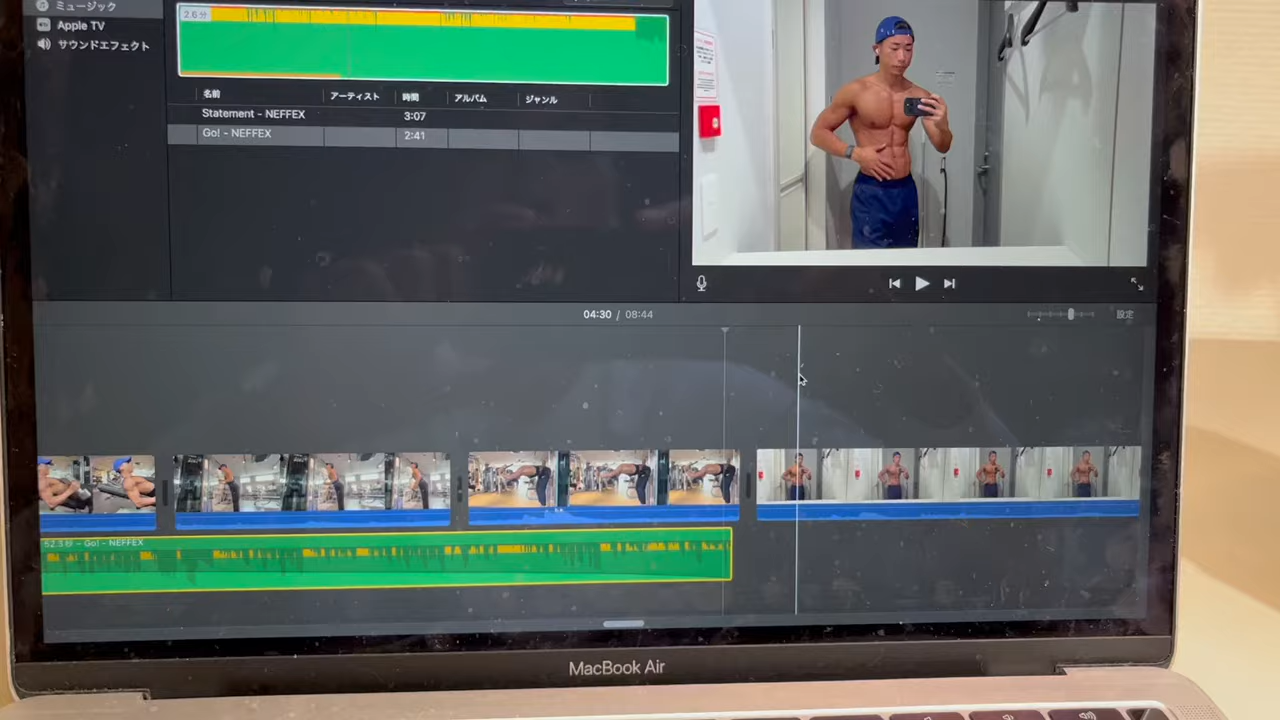 ミュージック
Apple TV
サウンドエフェクト
2.6分
名前 アーティスト 時間 アルバム ジャンル
Statement - NEFFEX 3:07
Go! - NEFFEX 2:41
04:30 / 08:44
設定
52.3秒 – Go! - NEFFEX
MacBook Air